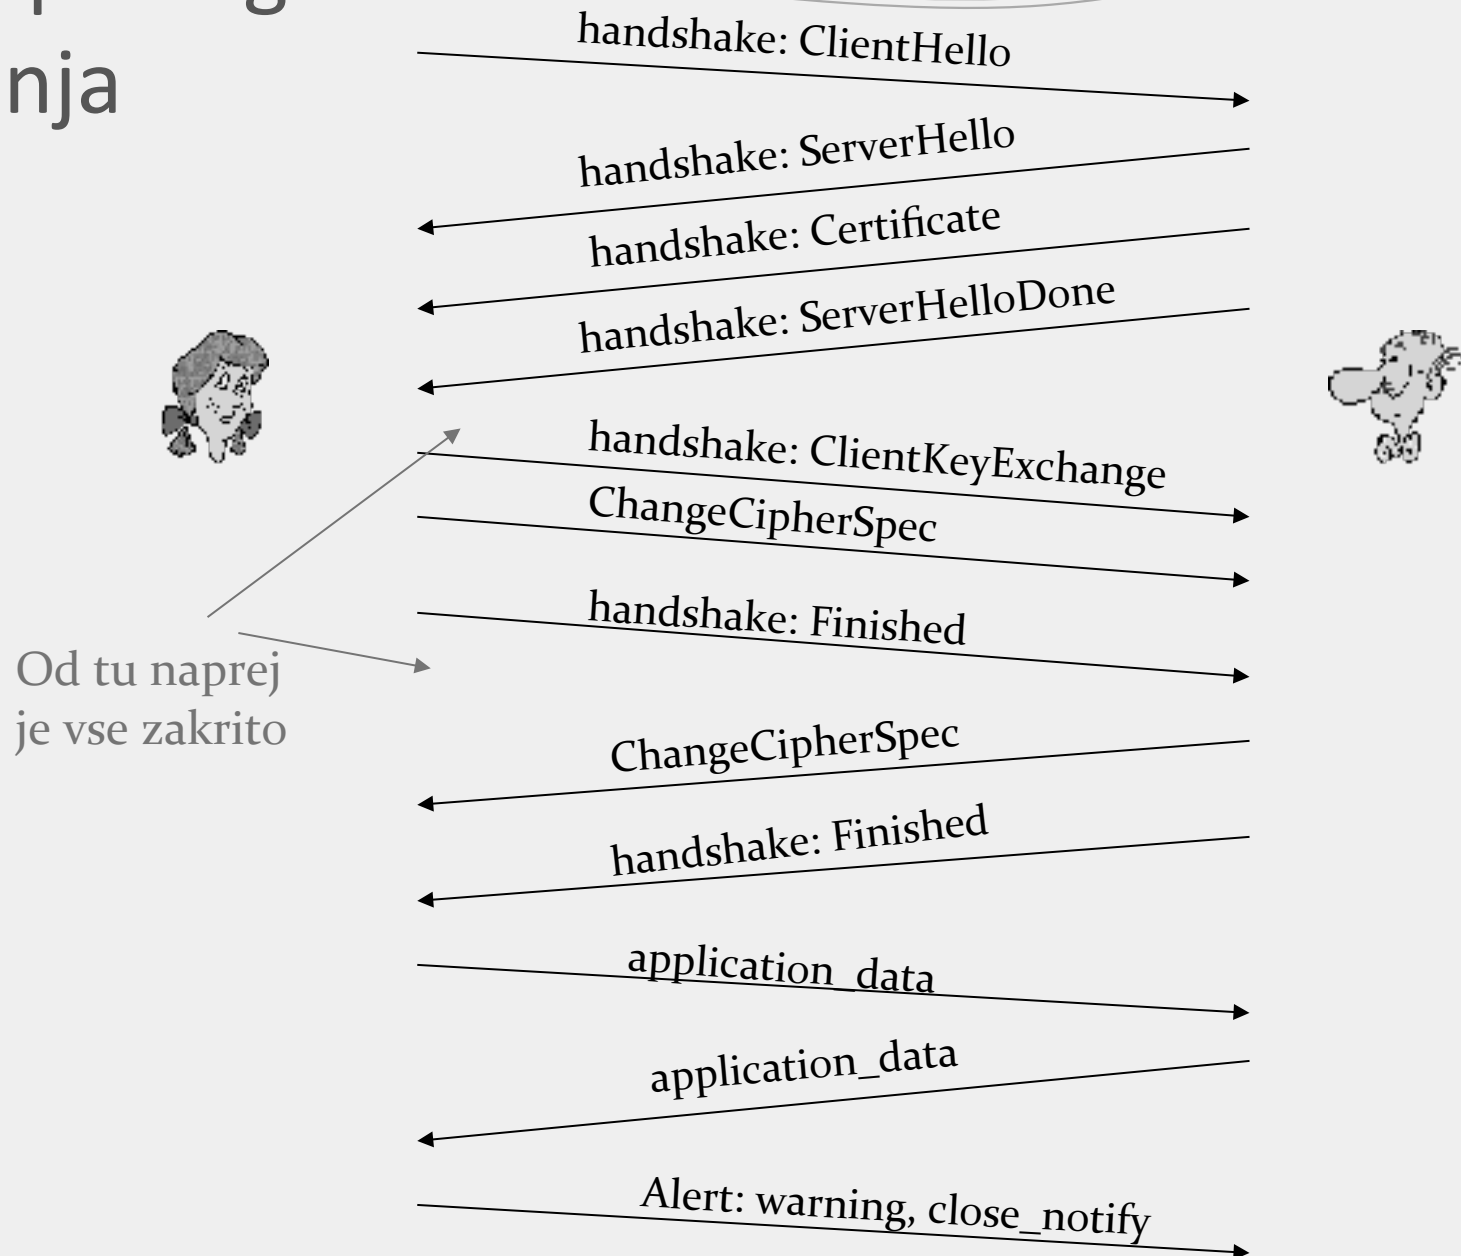 nja
handshake: ClientHello
handshake: ServerHello
handshake: Certificate
handshake: ServerHelloDone
handshake: ClientKeyExchange
ChangeCipherSpec
handshake: Finished
Od tu naprej
je vse zakrito
ChangeCipherSpec
handshake: Finished
application_data
application_data
Alert: warning, close_notify